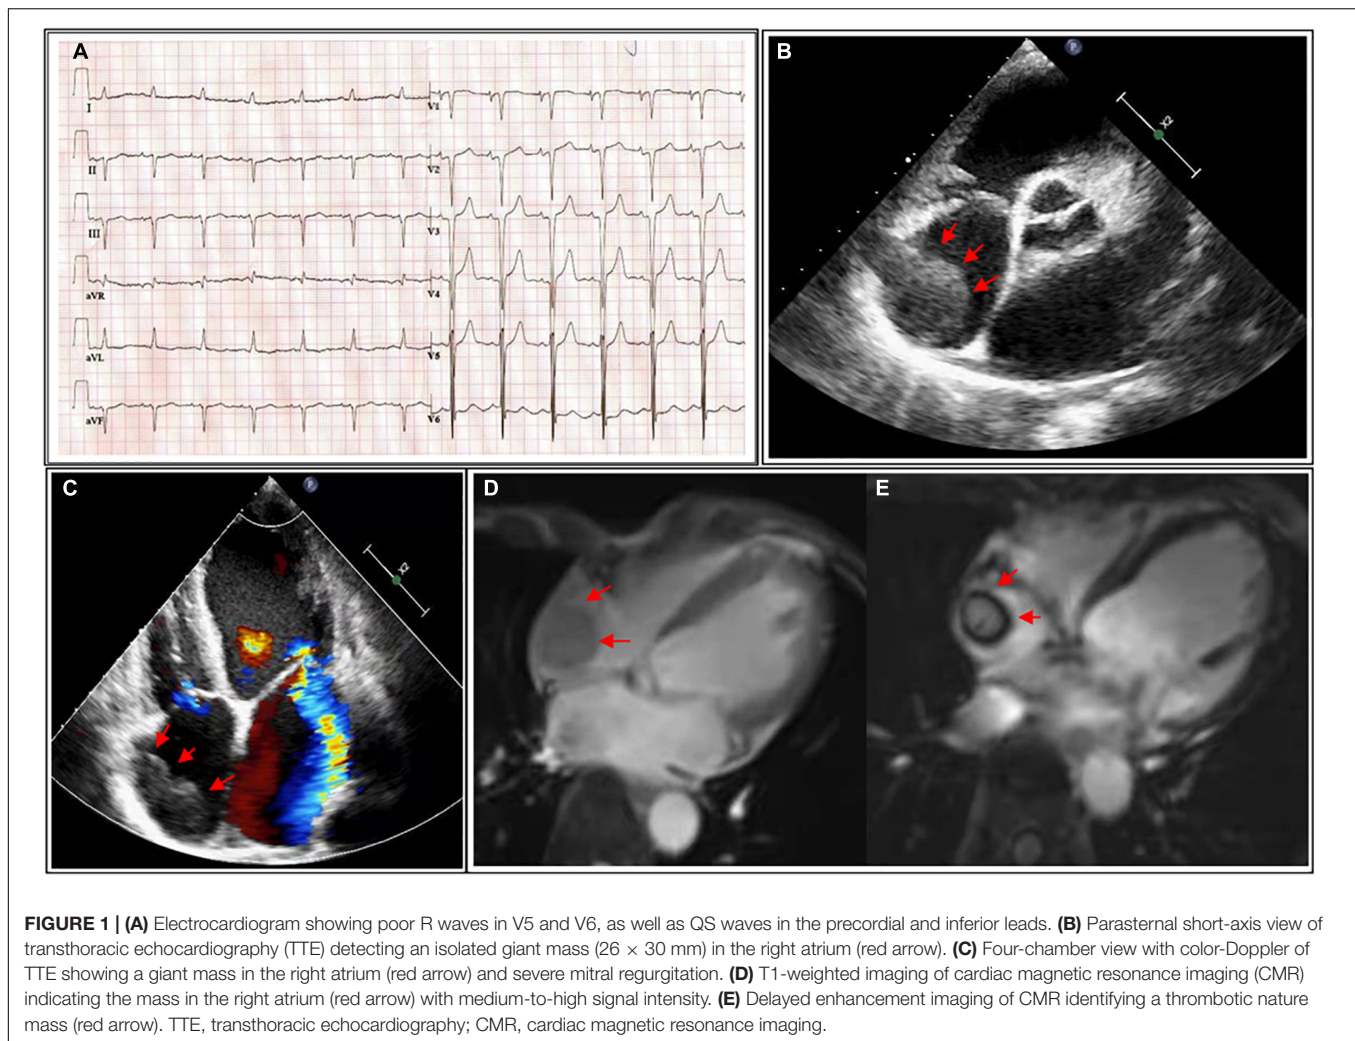 A
I
V1
II
V2
III
V3
aVR
V4
aVL
V5
aVF
V6
B
P
X2
C
P
X2
D
E
FIGURE 1 | (A) Electrocardiogram showing poor R waves in V5 and V6, as well as QS waves in the precordial and inferior leads. (B) Parasternal short-axis view of
transthoracic echocardiography (TTE) detecting an isolated giant mass (26 × 30 mm) in the right atrium (red arrow). (C) Four-chamber view with color-Doppler of
TTE showing a giant mass in the right atrium (red arrow) and severe mitral regurgitation. (D) T1-weighted imaging of cardiac magnetic resonance imaging (CMR)
indicating the mass in the right atrium (red arrow) with medium-to-high signal intensity. (E) Delayed enhancement imaging of CMR identifying a thrombotic nature
mass (red arrow). TTE, transthoracic echocardiography; CMR, cardiac magnetic resonance imaging.